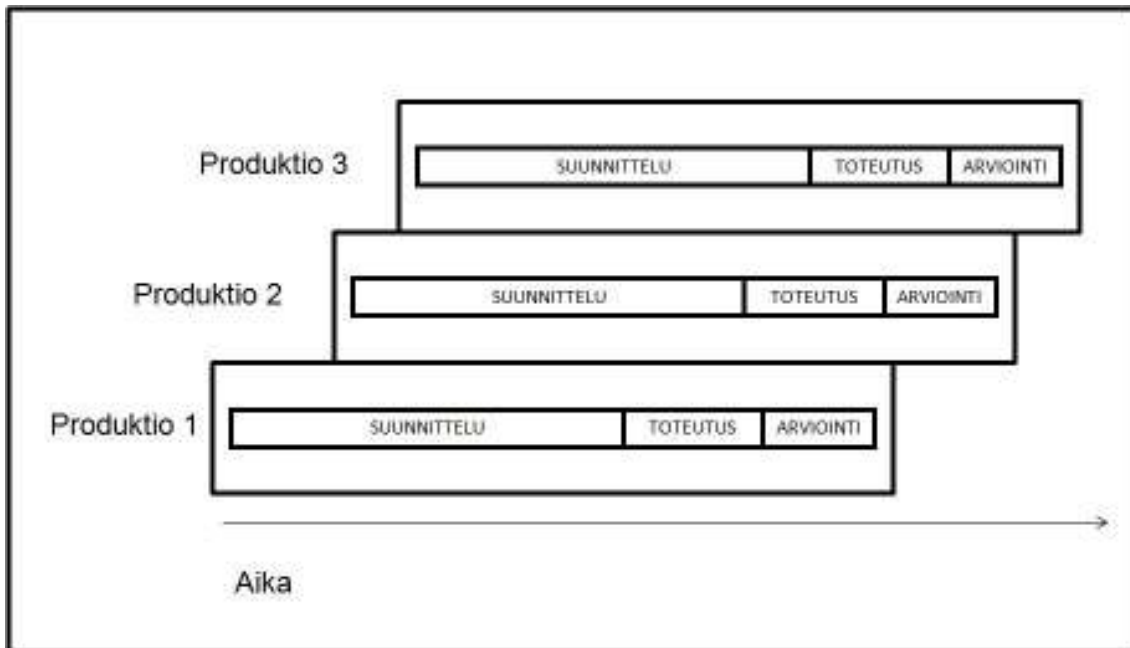 Produktio 3
SUUNNITTELU TOTEUTUS ARVIOINTI
Produktio 2
SUUNNITTELU TOTEUTUS ARVIOINTI
Produktio 1
SUUNNITTELU TOTEUTUS ARVIOINTI
Aika